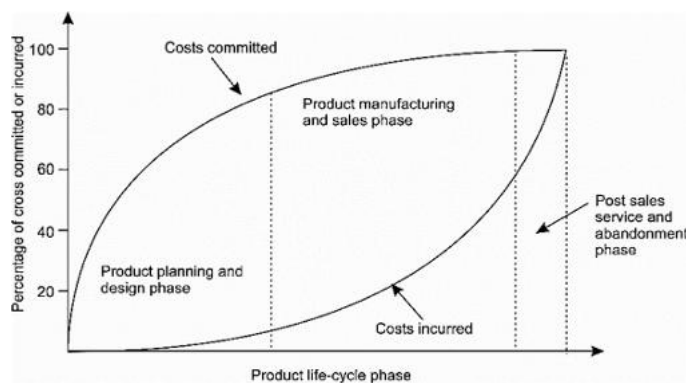 Percentage of cross committed or incurred
100
80
60
40
20
Costs committed
Product manufacturing
and sales phase
Product planning and
design phase
Post sales
service and
abandonment
phase
Costs incurred
Product life-cycle phase